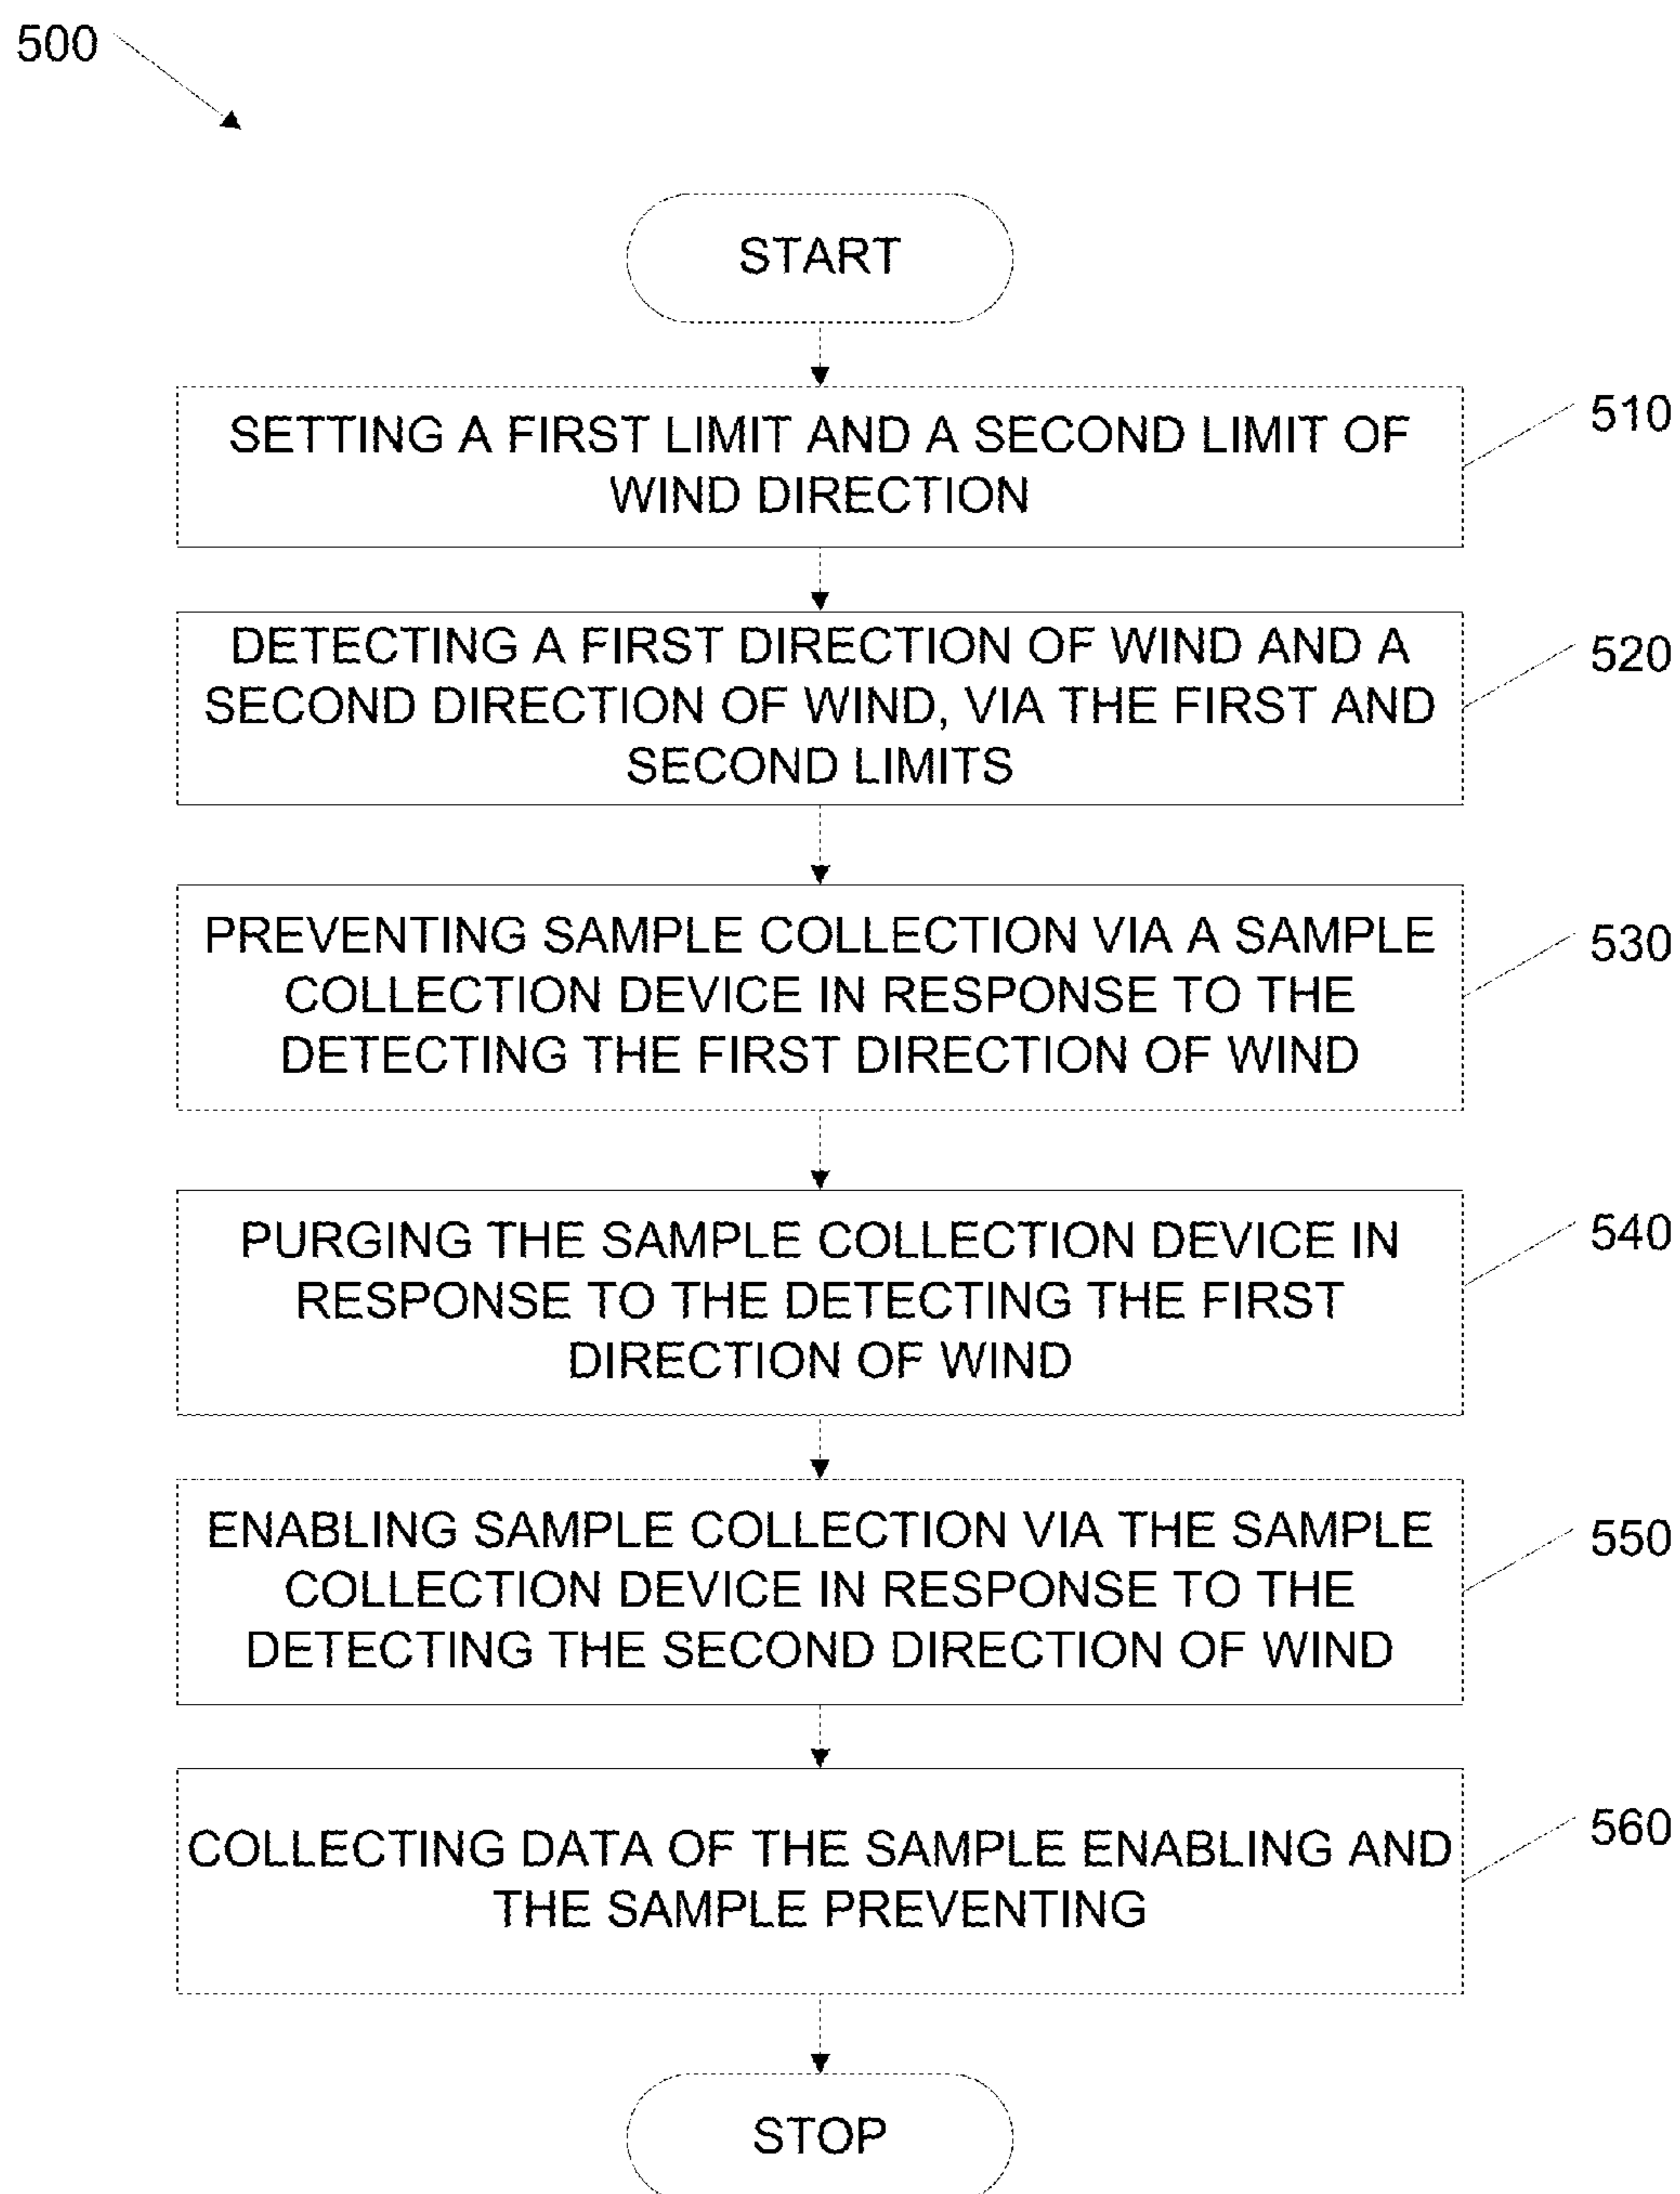 500
START
SETTING A FIRST LIMIT AND A SECOND LIMIT OF
WIND DIRECTION
510
DETECTING A FIRST DIRECTION OF WIND AND A
SECOND DIRECTION OF WIND, VIA THE FIRST AND
SECOND LIMITS
520
PREVENTING SAMPLE COLLECTION VIA A SAMPLE
COLLECTION DEVICE IN RESPONSE TO THE
DETECTING THE FIRST DIRECTION OF WIND
530
PURGING THE SAMPLE COLLECTION DEVICE IN
RESPONSE TO THE DETECTING THE FIRST
DIRECTION OF WIND
540
ENABLING SAMPLE COLLECTION VIA THE SAMPLE
COLLECTION DEVICE IN RESPONSE TO THE
DETECTING THE SECOND DIRECTION OF WIND
550
COLLECTING DATA OF THE SAMPLE ENABLING AND
THE SAMPLE PREVENTING
560
STOP